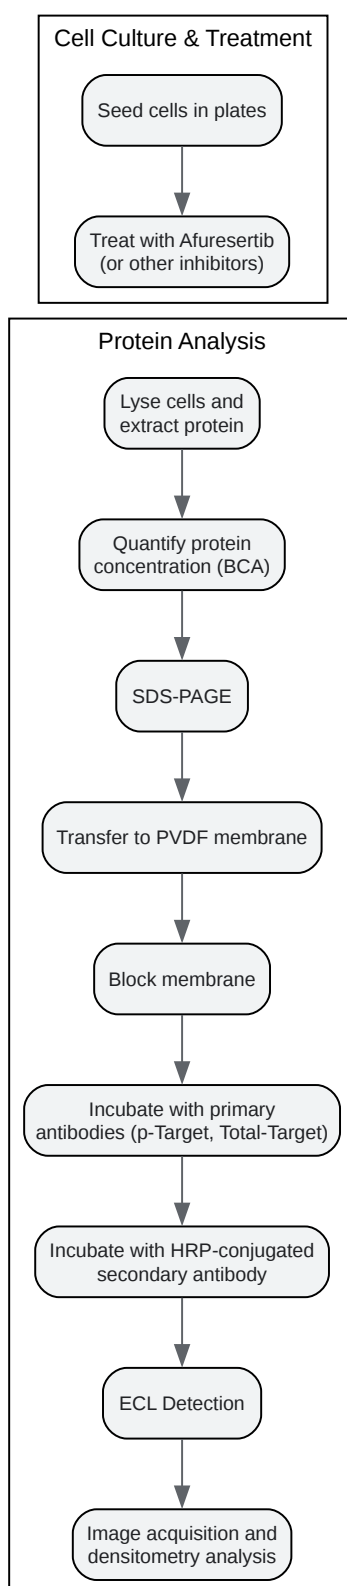 Cell Culture & Treatment
Seed cells in plates
Treat with Afuresertib
(or other inhibitors)
Protein Analysis
Lyse cells and
extract protein
Quantify protein
concentration (BCA)
SDS-PAGE
Transfer to PVDF membrane
Block membrane
Incubate with primary
antibodies (p-Target, Total-Target)
Incubate with HRP-conjugated
secondary antibody
ECL Detection
Image acquisition and
densitometry analysis